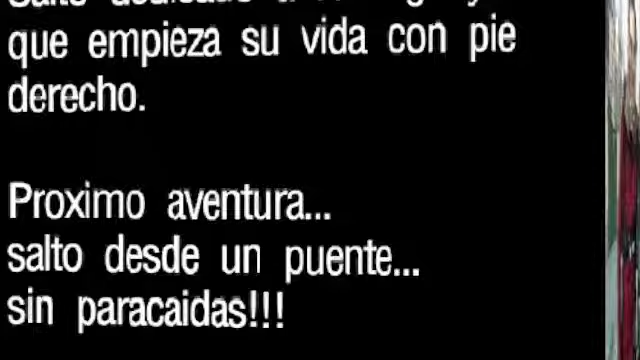 que empieza su vida con pie
derecho.
Proximo aventura...
salto desde un puente...
sin paracaidas!!!